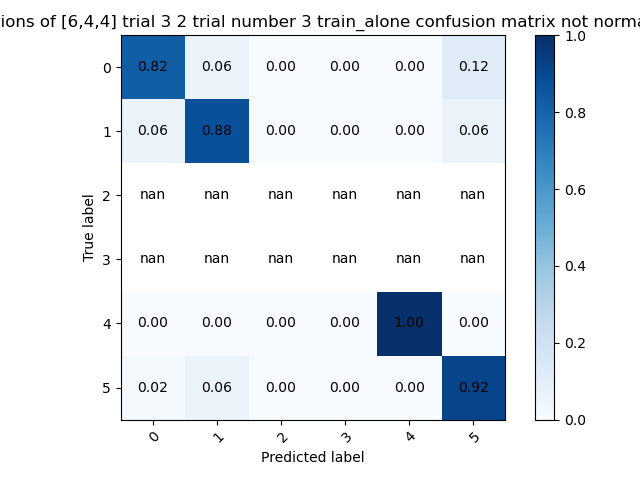 ions of [6,4,4] trial 3 2 trial number 3 train_alone confusion matrix not norma
1.0
0 0.82 0.06 0.00 0.00 0.00 0.12
0.8
1 0.06 0.88 0.00 0.00 0.00 0.06
2 nan nan nan nan nan nan
0.6
True label
3 nan nan nan nan nan nan
0.4
4 0.00 0.00 0.00 0.00 1.00 0.00
0.2
5 0.02 0.06 0.00 0.00 0.00 0.92
0.0
0 1 2 3 4 5
Predicted label